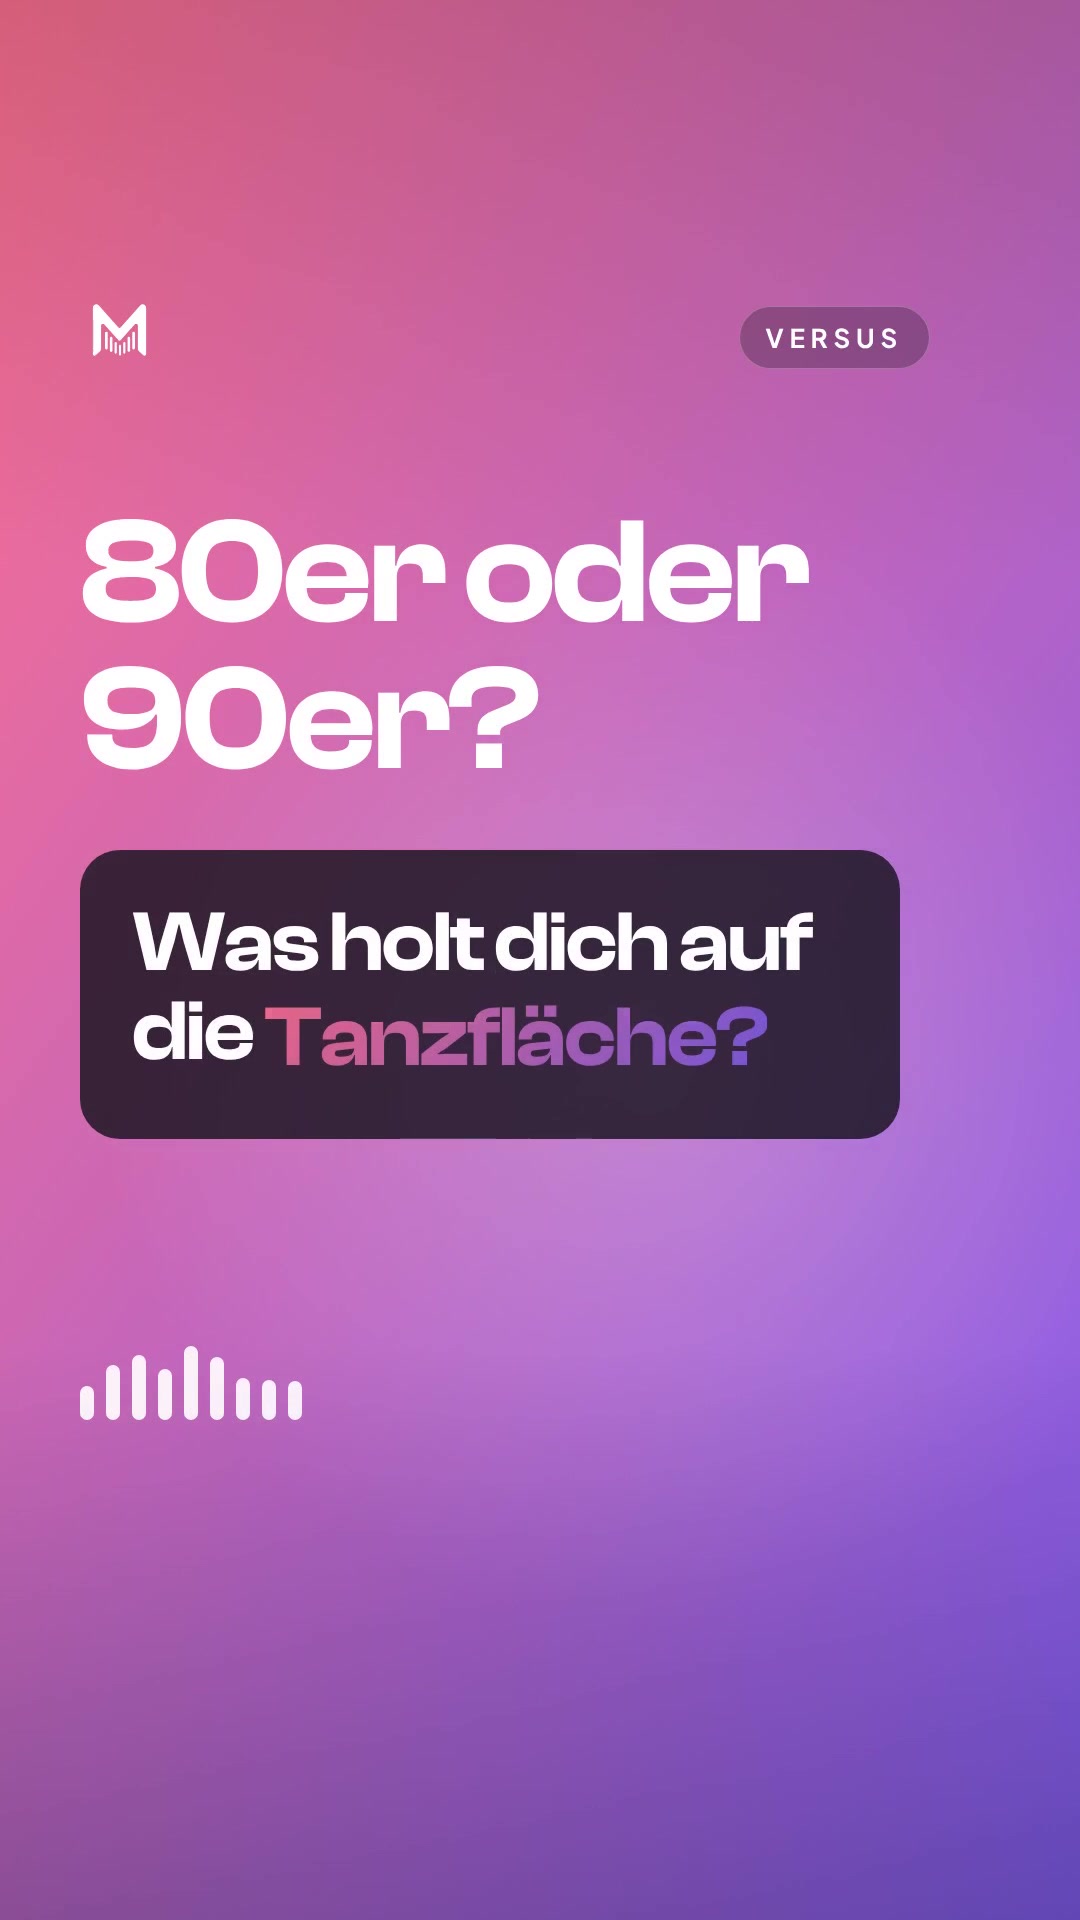 VERSUS
80er oder
90er?
Was holt dich auf
die Tanzfläche?